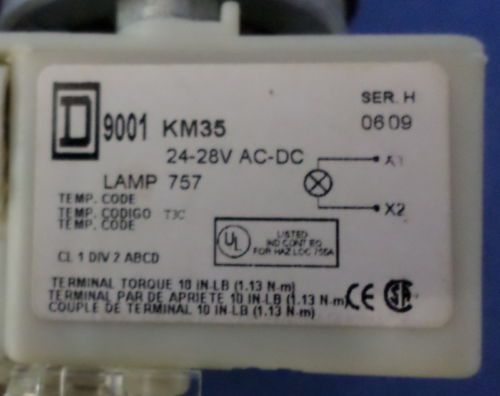 D 9001 KM35 SER. H
0609
24-28V AC-DC
LAMP 757
X1
X2
TEMP. CODE
TEMP. CODIGO T3C
TEMP. CODE
UL LISTED
IND CONT EQ
FOR HAZ LOC
CL 1 DIV 2 ABCD
TERMINAL TORQUE 10 IN-LB (1.13 N-m)
TERMINAL PAR DE APRIETE 10 IN-LB (1.13 N-m)
COUPLE DE TERMINAL 10 IN-LB (1.13 N-m)
CE SA